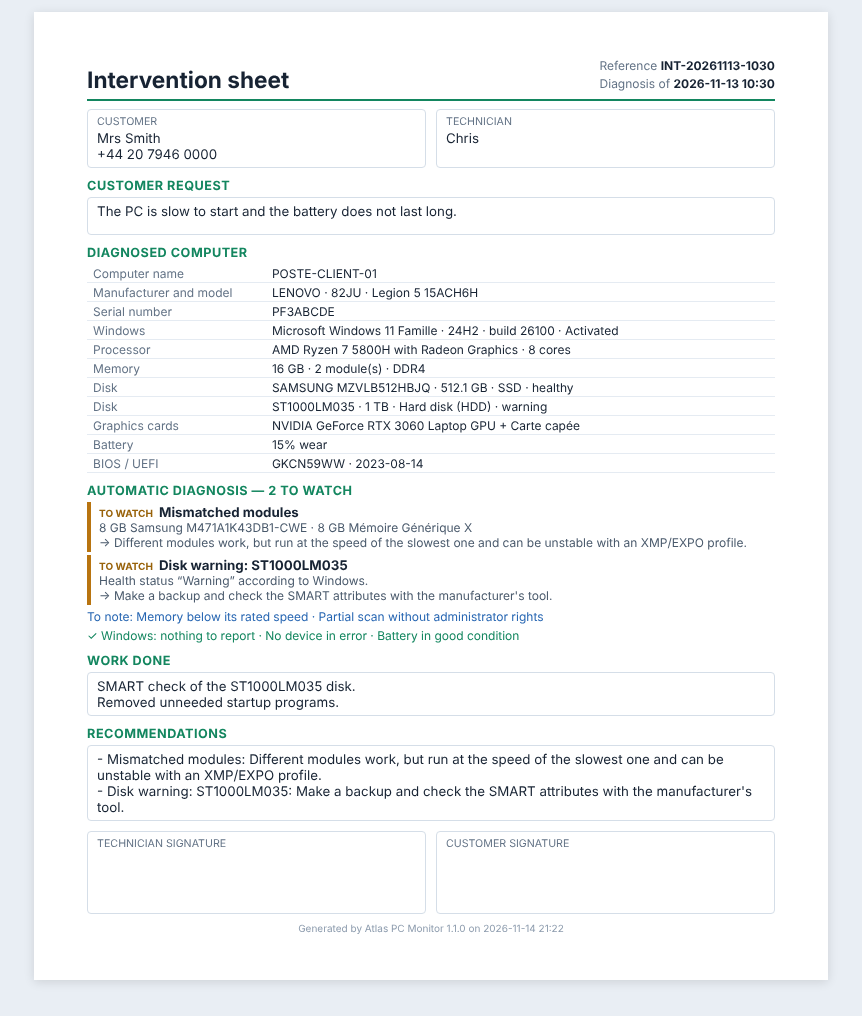 Intervention sheet
Reference INT-20261113-1030
Diagnosis of 2026-11-13 10:30
CUSTOMER
Mrs Smith
+44 20 7946 0000
TECHNICIAN
Chris
CUSTOMER REQUEST
The PC is slow to start and the battery does not last long.
DIAGNOSED COMPUTER
Computer name POSTE-CLIENT-01
Manufacturer and model LENOVO · 82JU · Legion 5 15ACH6H
Serial number PF3ABCDE
Windows Microsoft Windows 11 Famille · 24H2 · build 26100 · Activated
Processor AMD Ryzen 7 5800H with Radeon Graphics · 8 cores
Memory 16 GB · 2 module(s) · DDR4
Disk SAMSUNG MZVLB512HBJQ · 512.1 GB · SSD · healthy
Disk ST1000LM035 · 1 TB · Hard disk (HDD) · warning
Graphics cards NVIDIA GeForce RTX 3060 Laptop GPU + Carte capée
Battery 15% wear
BIOS / UEFI GKCN59WW · 2023-08-14
AUTOMATIC DIAGNOSIS — 2 TO WATCH
TO WATCH Mismatched modules
8 GB Samsung M471A1K43DB1-CWE · 8 GB Mémoire Générique X
→ Different modules work, but run at the speed of the slowest one and can be unstable with an XMP/EXPO profile.
TO WATCH Disk warning: ST1000LM035
Health status “Warning” according to Windows.
→ Make a backup and check the SMART attributes with the manufacturer's tool.
To note: Memory below its rated speed · Partial scan without administrator rights
✓ Windows: nothing to report · No device in error · Battery in good condition
WORK DONE
SMART check of the ST1000LM035 disk.
Removed unneeded startup programs.
RECOMMENDATIONS
- Mismatched modules: Different modules work, but run at the speed of the slowest one and can be
unstable with an XMP/EXPO profile.
- Disk warning: ST1000LM035: Make a backup and check the SMART attributes with the manufacturer's
tool.
TECHNICIAN SIGNATURE
CUSTOMER SIGNATURE
Generated by Atlas PC Monitor 1.1.0 on 2026-11-14 21:22